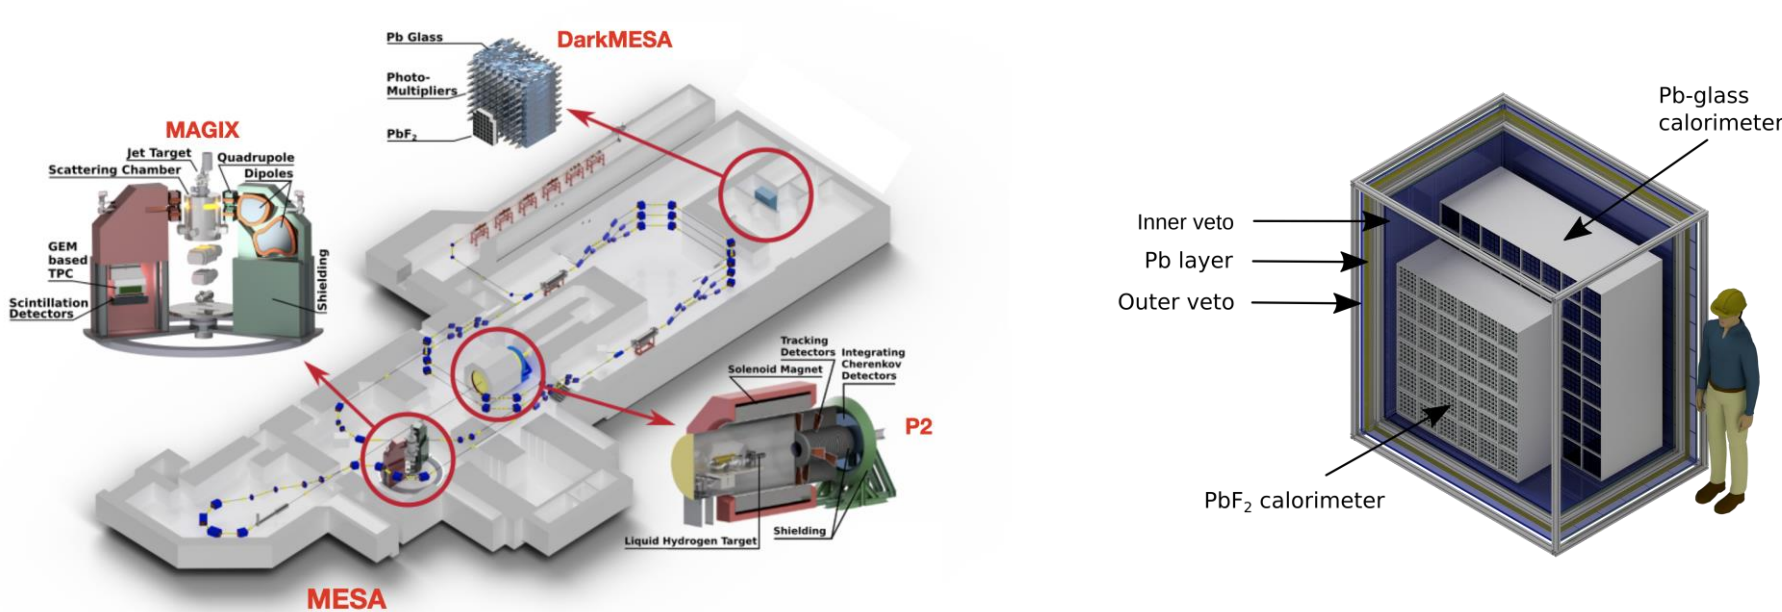 Pb Glass
DarkMESA
Photo-
Multipliers
PbF2
MAGIX
Jet Target
Quadrupole
Scattering Chamber
Dipoles
GEM
based
TPC
Scintillation
Detectors
Shielding
Tracking
Detectors
Integrating
Cherenkov
Detectors
Solenoid Magnet
P2
Liquid Hydrogen Target
Shielding
MESA
Pb-glass
calorimeter
Inner veto
Pb layer
Outer veto
PbF2 calorimeter